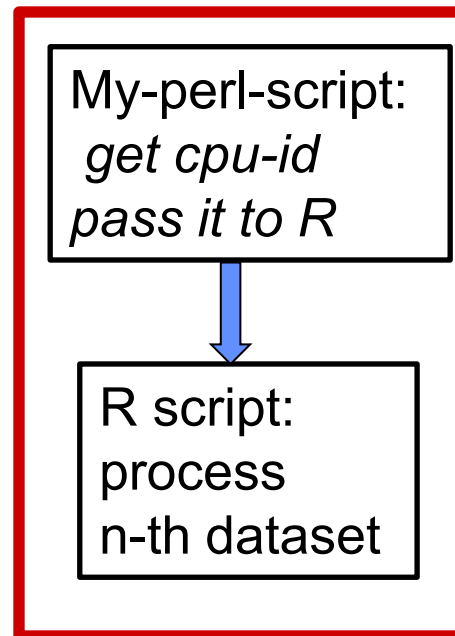 My-perl-script:
get cpu-id
pass it to R
R script:
process
n-th dataset